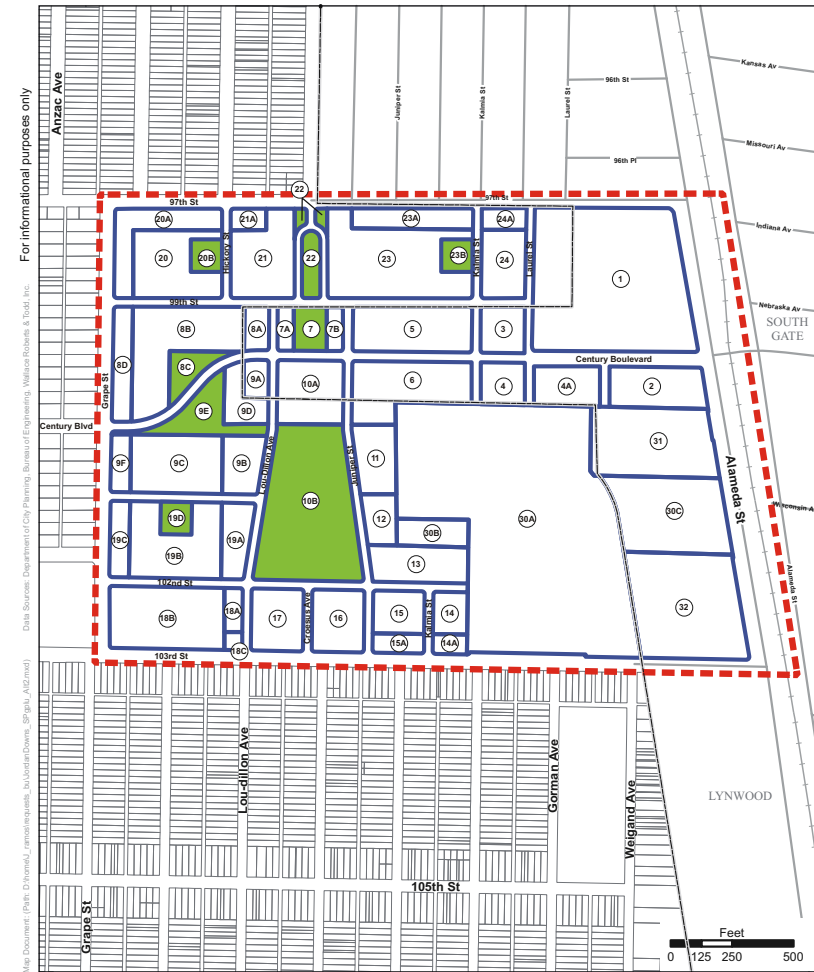 For informational purposes only
Data Sources: Department of City Planning, Bureau of Engineering, Wallace Roberts & Todd, Inc.
Anzac Ave
Juniper St
Kalmia St
Laurel St
96th St
96th Pl
Kansas Av
Missouri Av
Indiana Av
Nebraska Av
SOUTH
GATE
Wisconsin A
22
97th St
97th St
20A
21A
23A
24A
20
20B
Hickory St
21
22
23
23B
Kalmia St
24
Laurel St
1
99th St
8B
8A
7A
7
7B
5
3
Century Boulevard
8D
8C
Grape St
9A
10A
6
4
4A
2
9E
9D
Century Blvd
Lou-Dillon Ave
Juniper St
31
9F
9C
9B
11
Alameda St
10B
19D
12
30A
30C
19C
19B
19A
30B
13
Alameda St
102nd St
18B
18A
17
Croesus Ave
16
15
Kalmia St
14
32
18C
15A
14A
103rd St
Lou-dillon Ave
Gorman Ave
Weigand Ave
LYNWOOD
105th St
Grape St
Feet
0 125 250 500